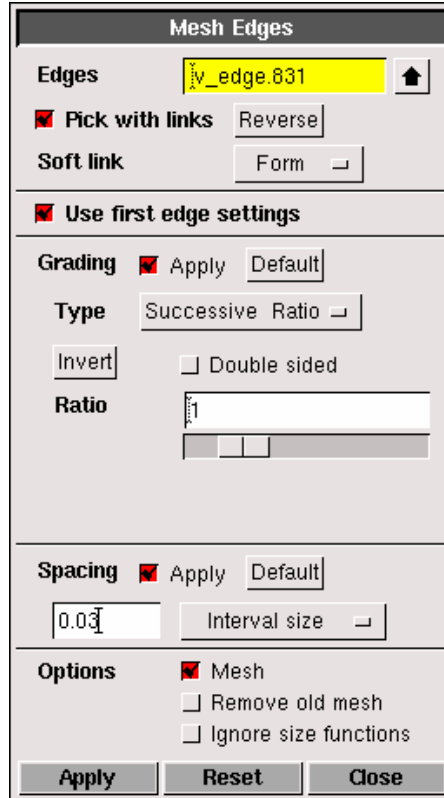 Mesh Edges
Edges v_edge.831
Pick with links Reverse
Soft link Form
Use first edge settings
Grading Apply Default
Type Successive Ratio
Invert Double sided
Ratio 1
Spacing Apply Default
0.03 Interval size
Options Mesh
Remove old mesh
Ignore size functions
Apply Reset Close